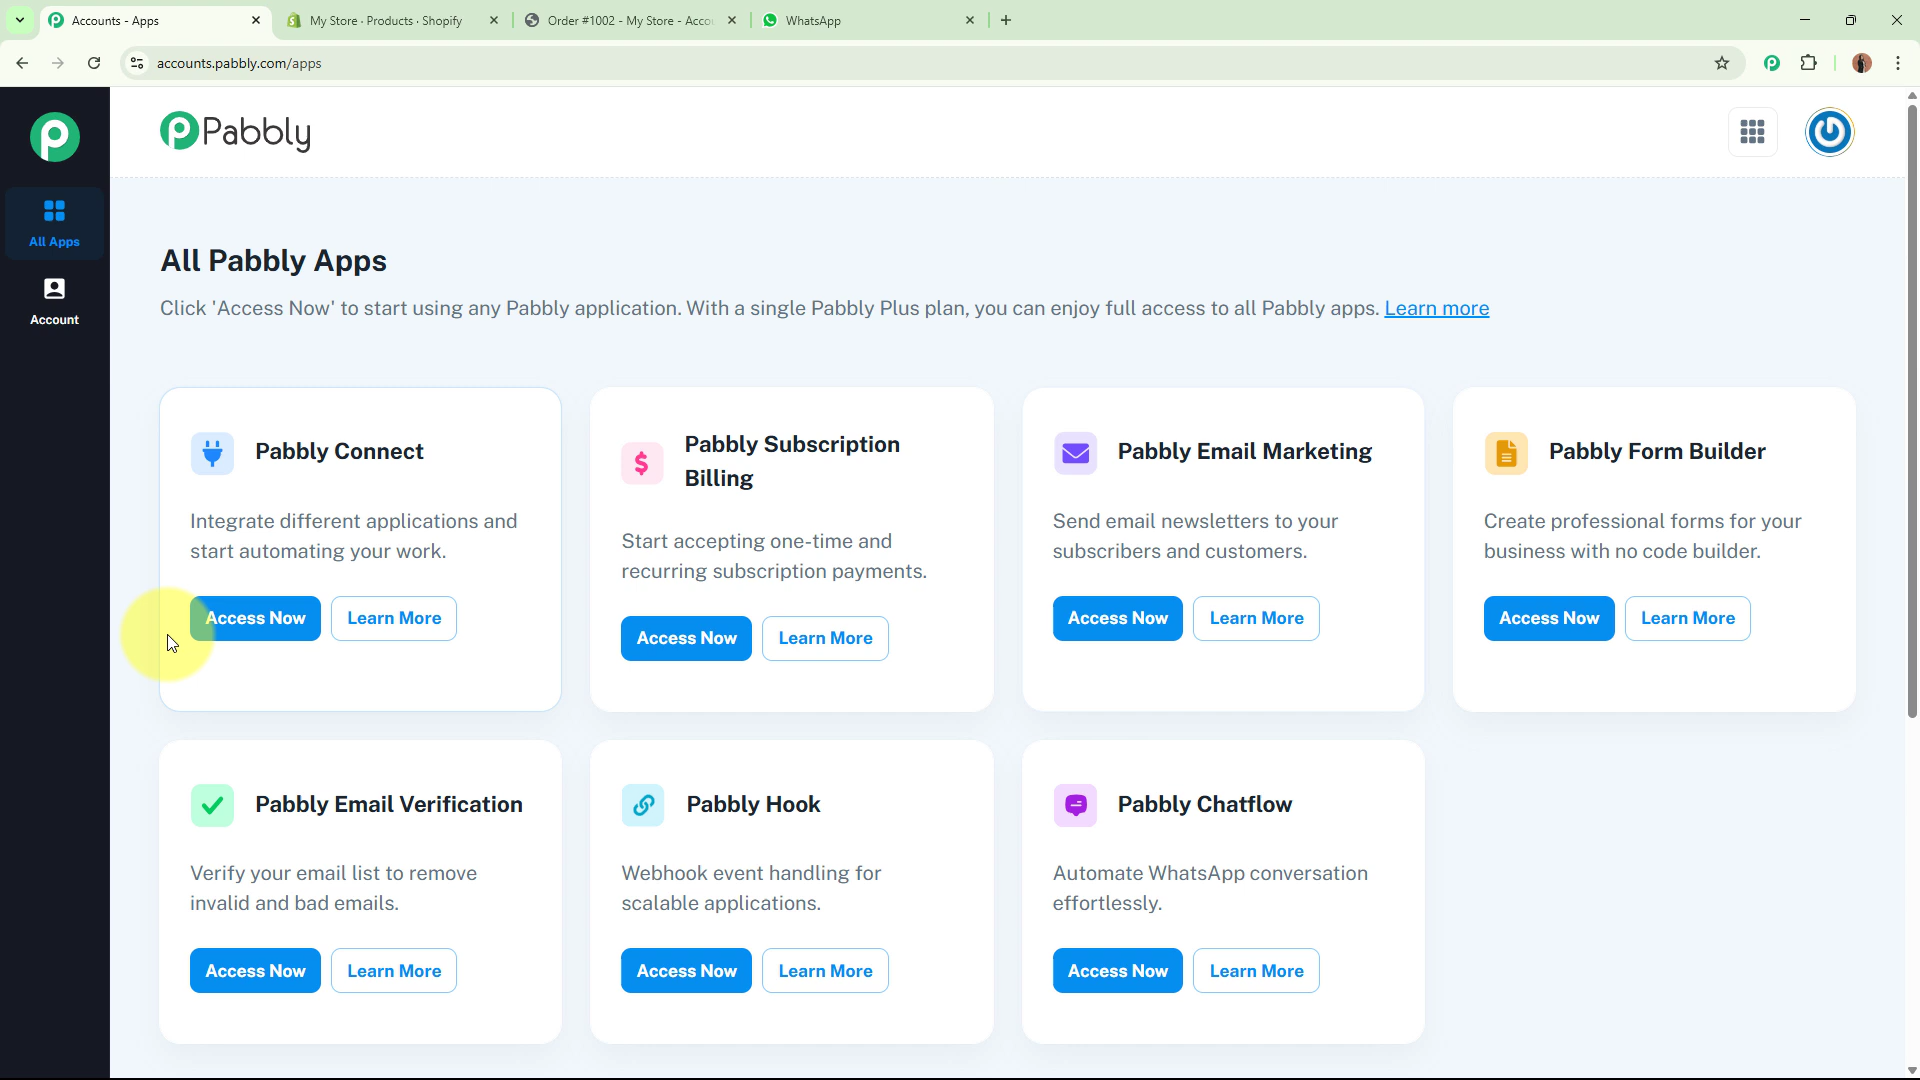 Accounts - Apps
My Store · Products · Shopify
Order #1002 - My Store - Acco
WhatsApp
accounts.pabbly.com/apps
Pabbly
All Apps
Account
All Pabbly Apps
Click 'Access Now' to start using any Pabbly application. With a single Pabbly Plus plan, you can enjoy full access to all Pabbly apps. Learn more
Pabbly Connect
Integrate different applications and
start automating your work.
Access Now
Learn More
Pabbly Subscription
Billing
Start accepting one-time and
recurring subscription payments.
Access Now
Learn More
Pabbly Email Marketing
Send email newsletters to your
subscribers and customers.
Access Now
Learn More
Pabbly Form Builder
Create professional forms for your
business with no code builder.
Access Now
Learn More
Pabbly Email Verification
Verify your email list to remove
invalid and bad emails.
Access Now
Learn More
Pabbly Hook
Webhook event handling for
scalable applications.
Access Now
Learn More
Pabbly Chatflow
Automate WhatsApp conversation
effortlessly.
Access Now
Learn More